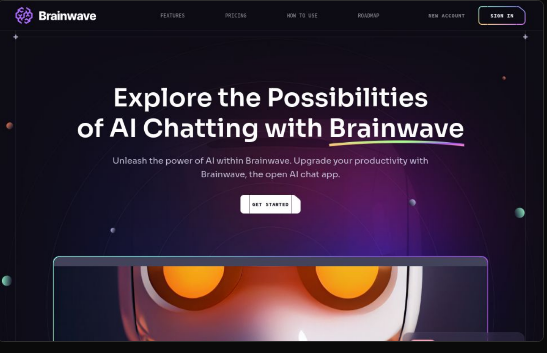 Brainwave
FEATURES
PRICING
HOW TO USE
ROADMAP
NEW ACCOUNT
SIGN IN
Explore the Possibilities
of AI Chatting with Brainwave
Unleash the power of AI within Brainwave. Upgrade your productivity with
Brainwave, the open AI chat app.
GET STARTED